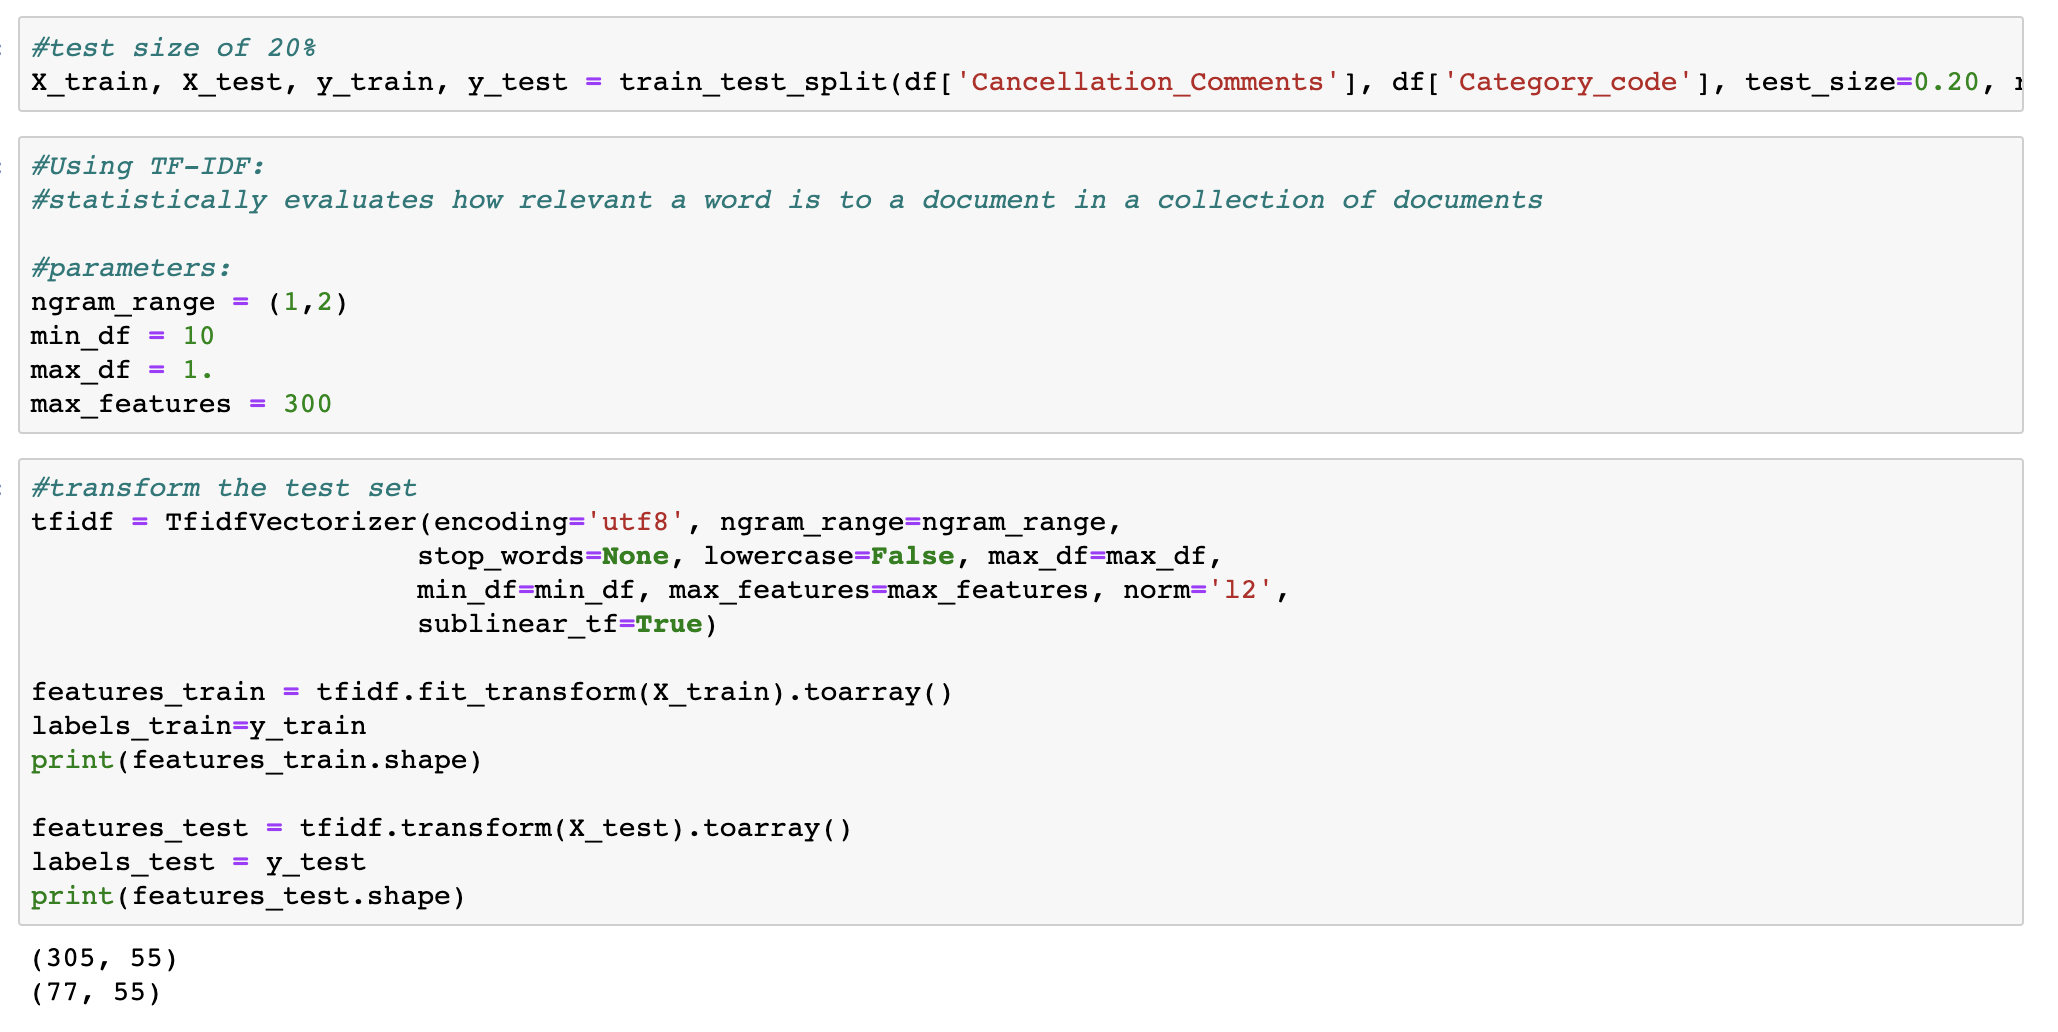 #test size of 20%
X_train, X_test, y_train, y_test = train_test_split(df['Cancellation_Comments'], df['Category_code'], test_size=0.20,
#Using TF-IDF:
#statistically evaluates how relevant a word is to a document in a collection of documents
#parameters:
ngram_range = (1,2)
min_df = 10
max_df = 1.
max_features = 300
#transform the test set
tfidf = TfidfVectorizer(encoding='utf8', ngram_range=ngram_range,
stop_words=None, lowercase=False, max_df=max_df,
min_df=min_df, max_features=max_features, norm='l2',
sublinear_tf=True)
features_train = tfidf.fit_transform(X_train).toarray()
labels_train=y_train
print(features_train.shape)
features_test = tfidf.transform(X_test).toarray()
labels_test = y_test
print(features_test.shape)
(305, 55)
(77, 55)